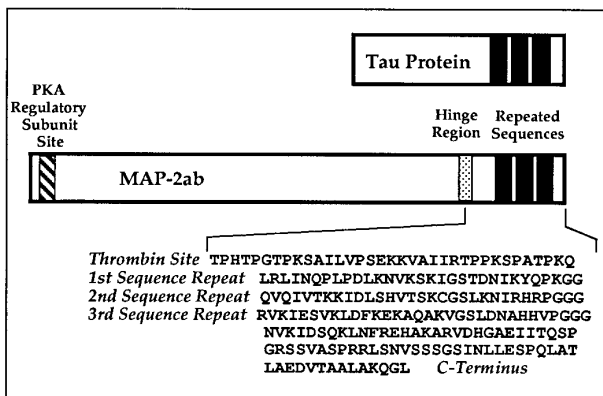 Tau Protein
PKA
Regulatory
Subunit
Site
Hinge
Region
Repeated
Sequences
MAP-2ab
Thrombin Site TPHTPGTPKSAILVPSEKKVAIIRTPPKSPATPKQ
1st Sequence Repeat LRLINQPLPDLKNVKSKIGSTDNIKYQPKGG
2nd Sequence Repeat QVQIVTKKIDLSHVTSKCGSLKNIRHRPGGG
3rd Sequence Repeat RVKIESVKLDFKEKAQAKVGSLDNAHHVPGGG
NVKIDSQKLNFREHAKARVDHGAEIITQSP
GRSSVASPRRLSNVSSSGSINLLESPQLAT
LAEDVTAALAKQGL C-Terminus